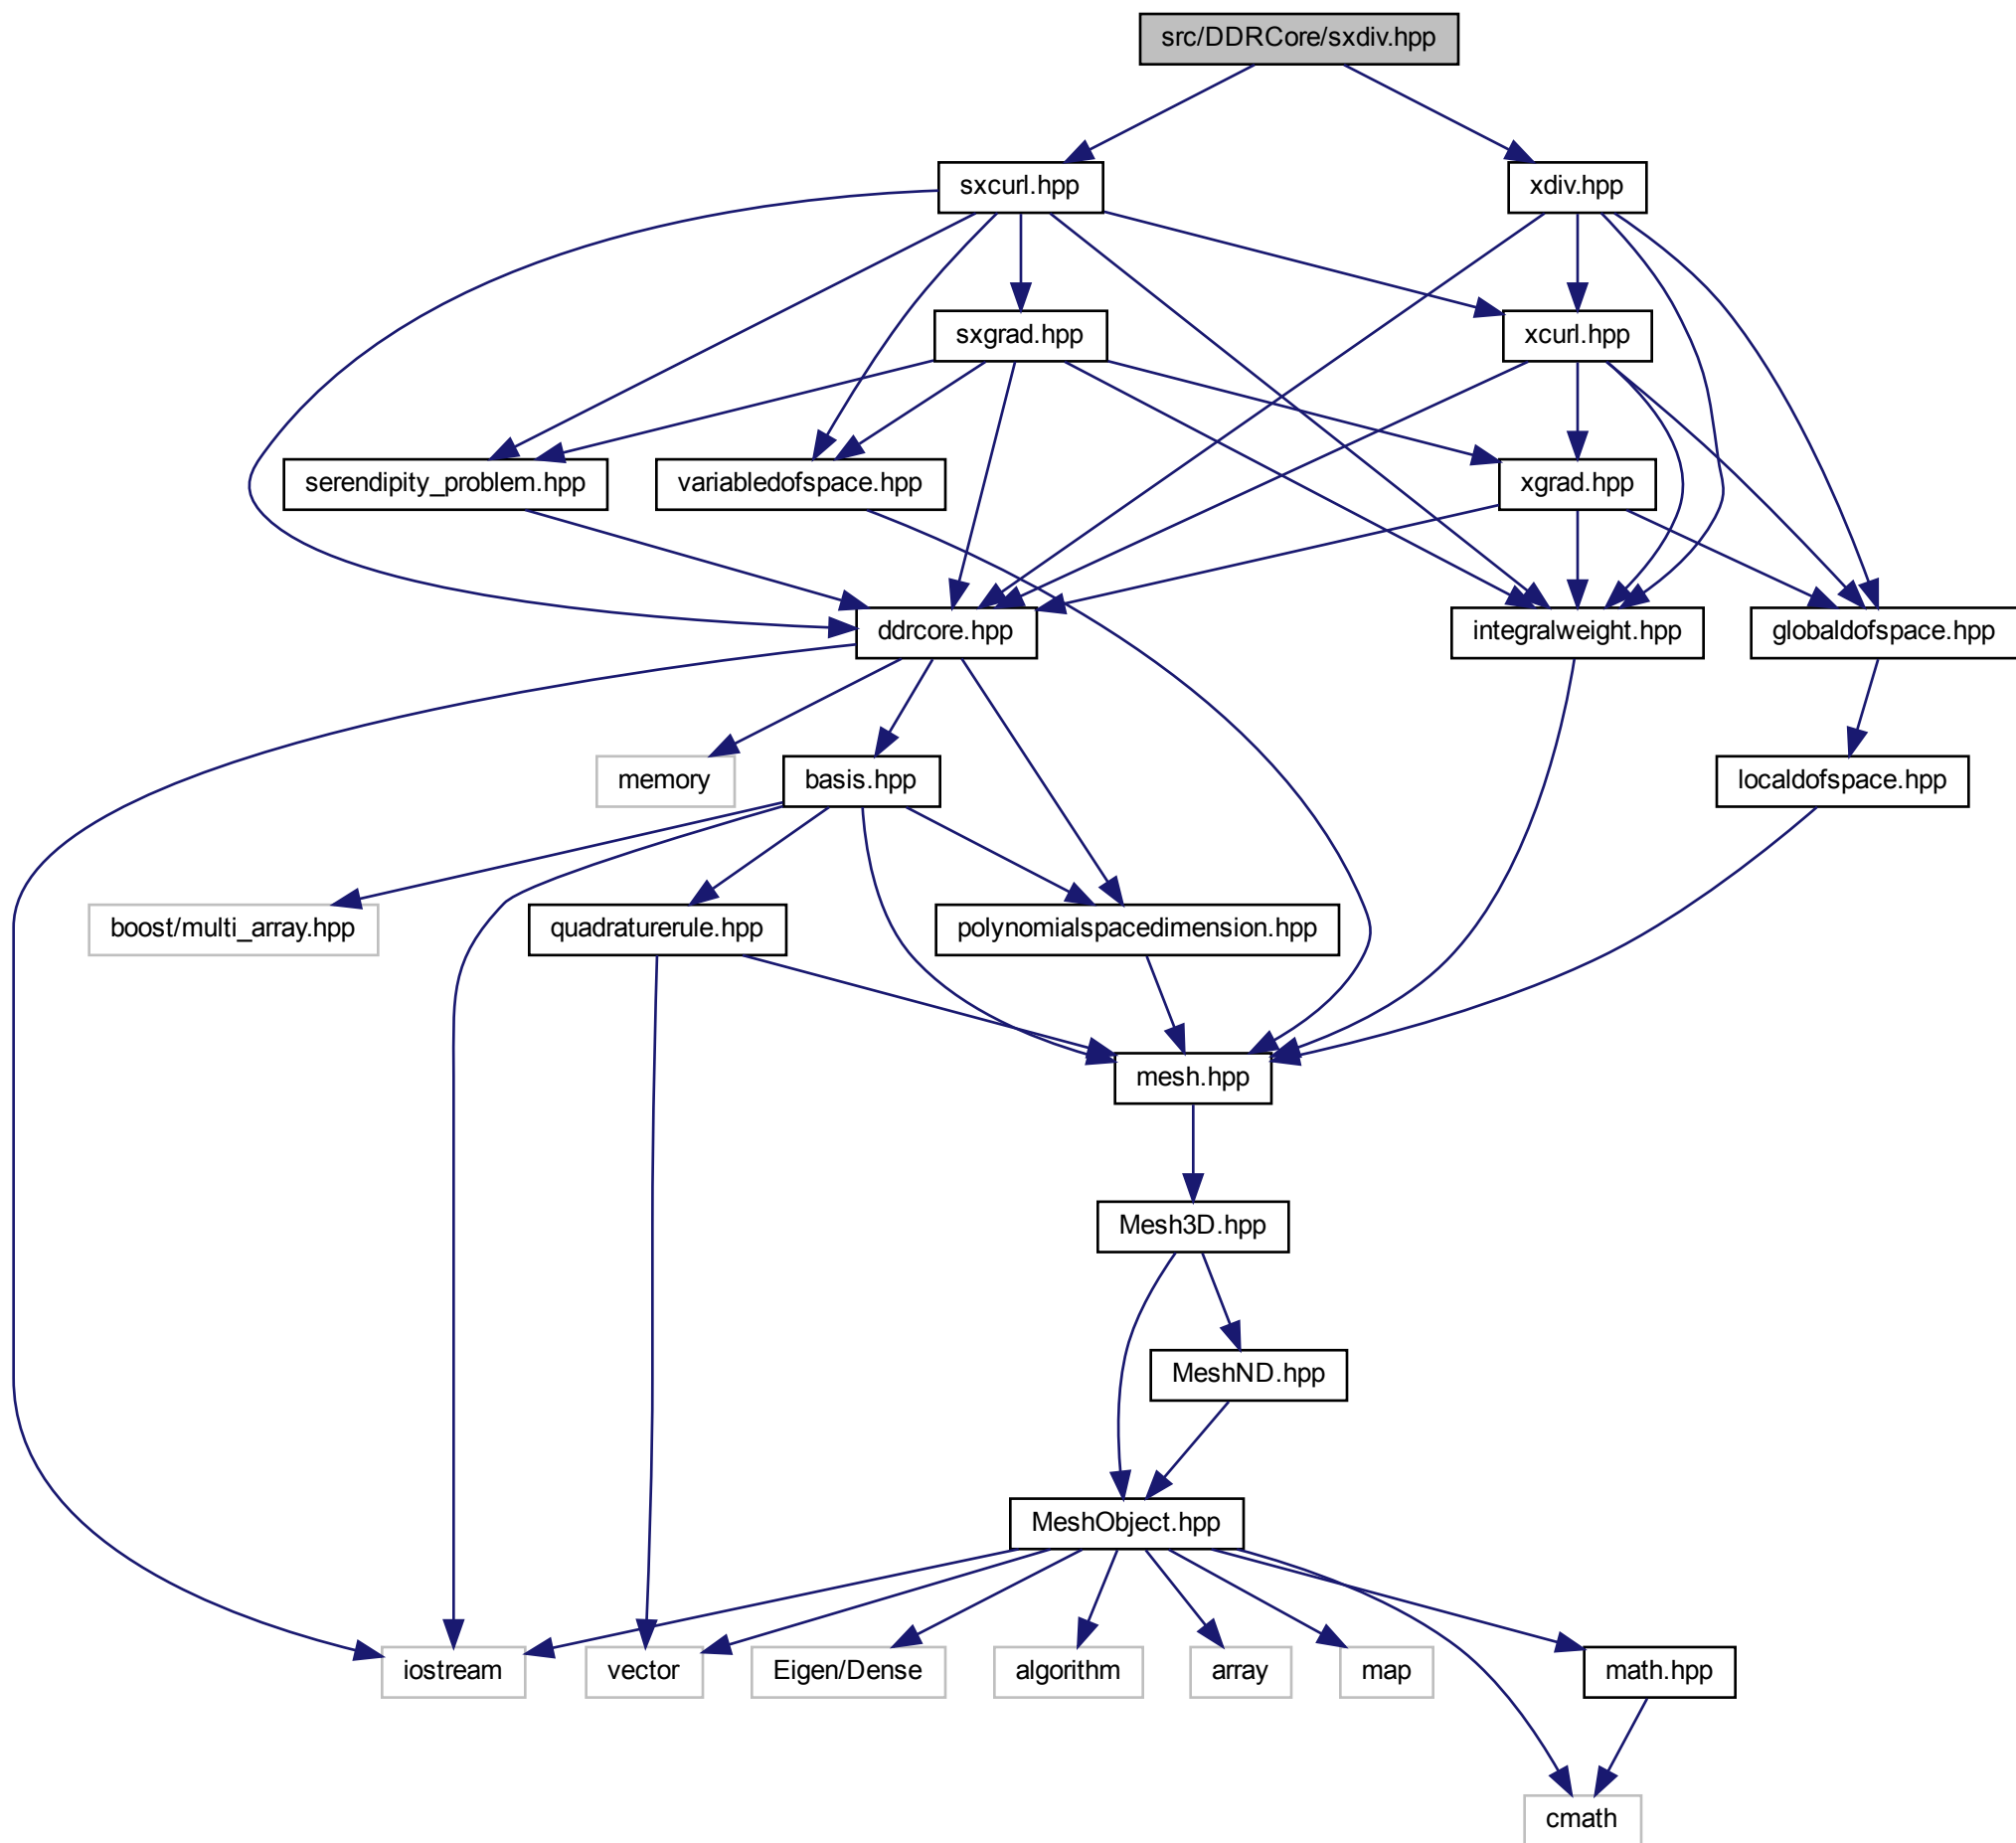 src/DDRCore/sxdiv.hpp
sxcurl.hpp
xdiv.hpp
sxgrad.hpp
xcurl.hpp
serendipity_problem.hpp
variabledofspace.hpp
xgrad.hpp
ddrcore.hpp
integralweight.hpp
globaldofspace.hpp
memory
basis.hpp
localdofspace.hpp
boost/multi_array.hpp
quadraturerule.hpp
polynomialspacedimension.hpp
mesh.hpp
Mesh3D.hpp
MeshND.hpp
MeshObject.hpp
iostream
vector
Eigen/Dense
algorithm
array
map
math.hpp
cmath